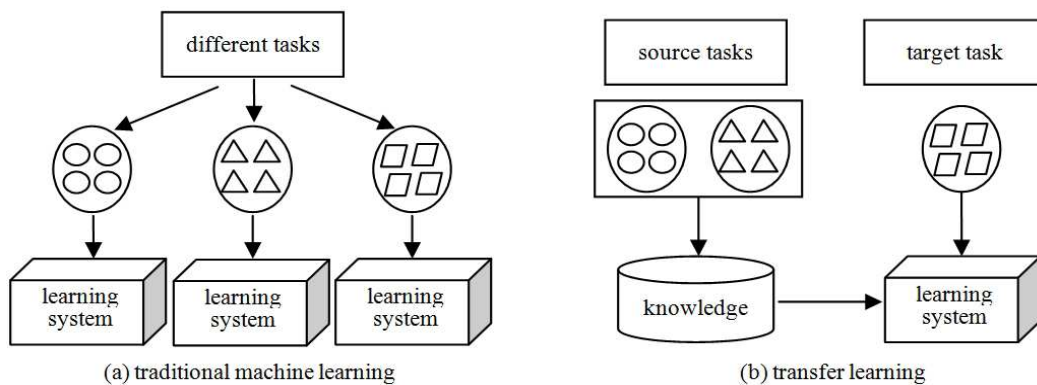 different tasks
learning
system
learning
system
learning
system
(a) traditional machine learning
source tasks
target task
knowledge
learning
system
(b) transfer learning